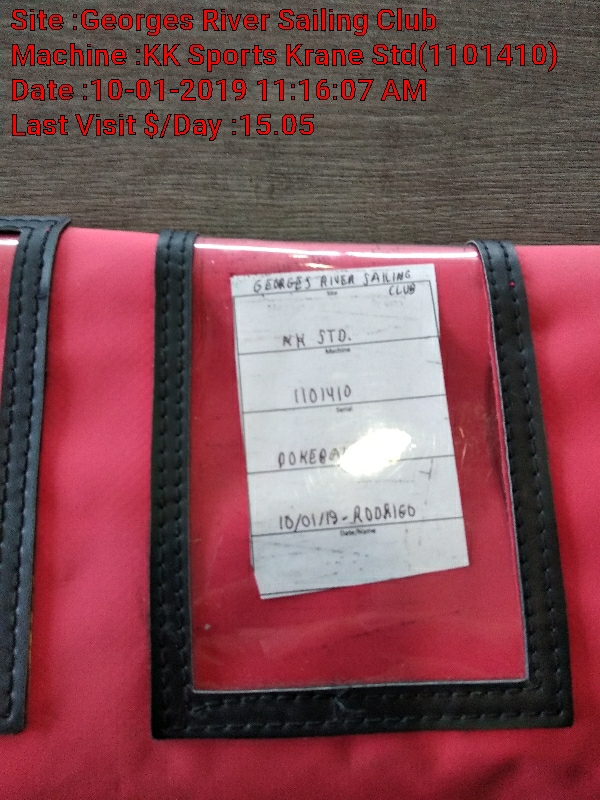 Site :Georges River Sailing Club
Machine :KK Sports Krane Std(1101410)
Date :10-01-2019 11:16:07 AM
Last Visit $/Day :15.05
GEORGES RIVER SAILING
CLUB
Site
KK STD.
Machine
1101410
Serial
10/01/19-RODRIGO
Date/Name